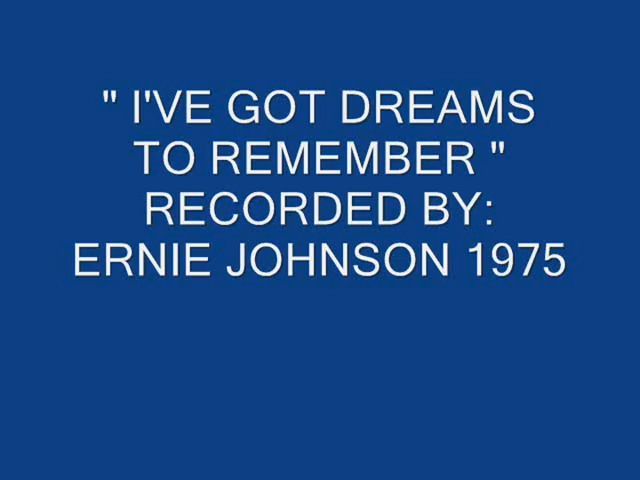 " I'VE GOT DREAMS
TO REMEMBER "
RECORDED BY:
ERNIE JOHNSON 1975